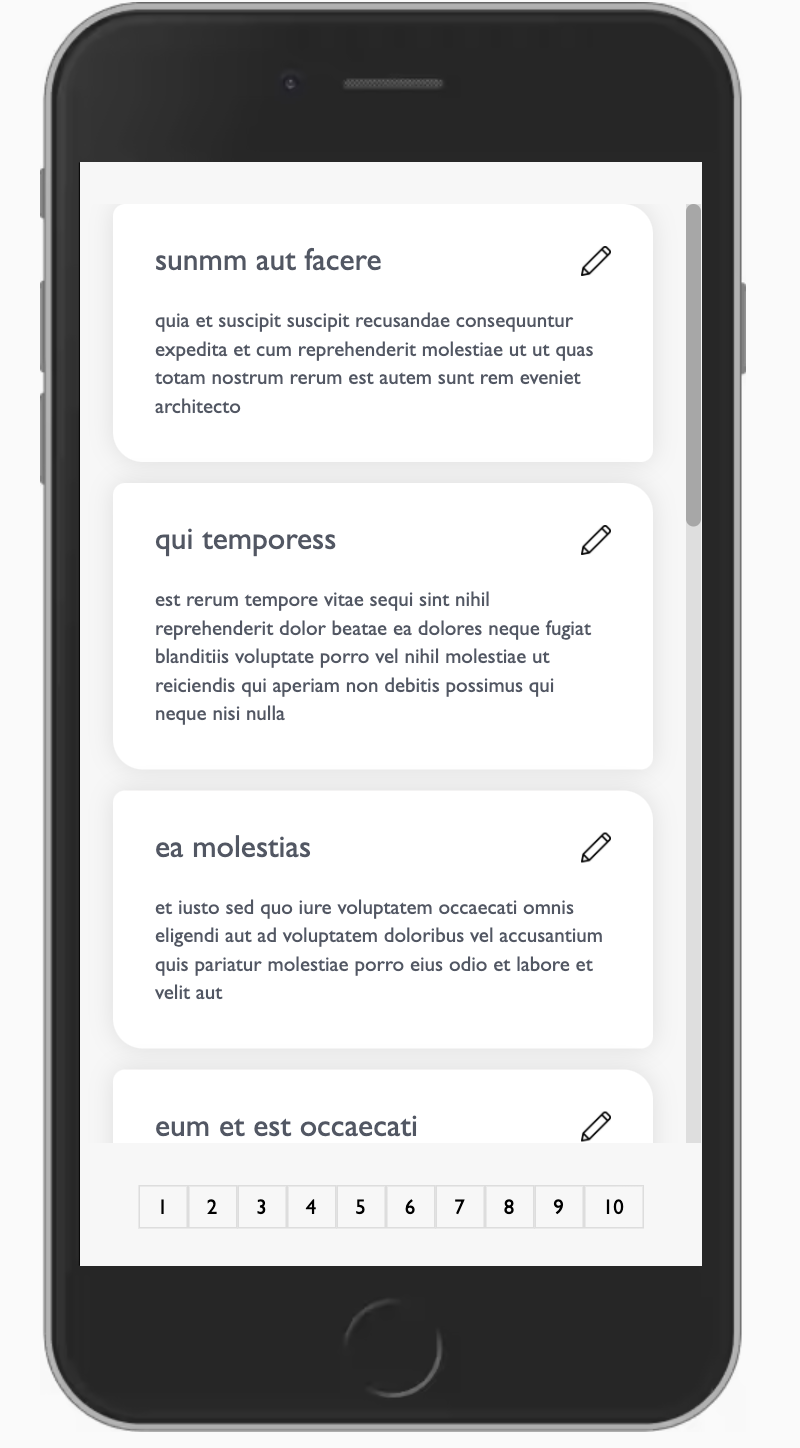 sunmm aut facere
quia et suscipit suscipit recusandae consequuntur
expedita et cum reprehenderit molestiae ut ut quas
totam nostrum rerum est autem sunt rem eveniet
architecto
qui temporess
est rerum tempore vitae sequi sint nihil
reprehenderit dolor beatae ea dolores neque fugiat
blanditiis voluptate porro vel nihil molestiae ut
reiciendis qui aperiam non debitis possimus qui
neque nisi nulla
ea molestias
et iusto sed quo iure voluptatem occaecati omnis
eligendi aut ad voluptatem doloribus vel accusantium
quis pariatur molestiae porro eius odio et labore et
velit aut
eum et est occaecati
1 2 3 4 5 6 7 8 9 10